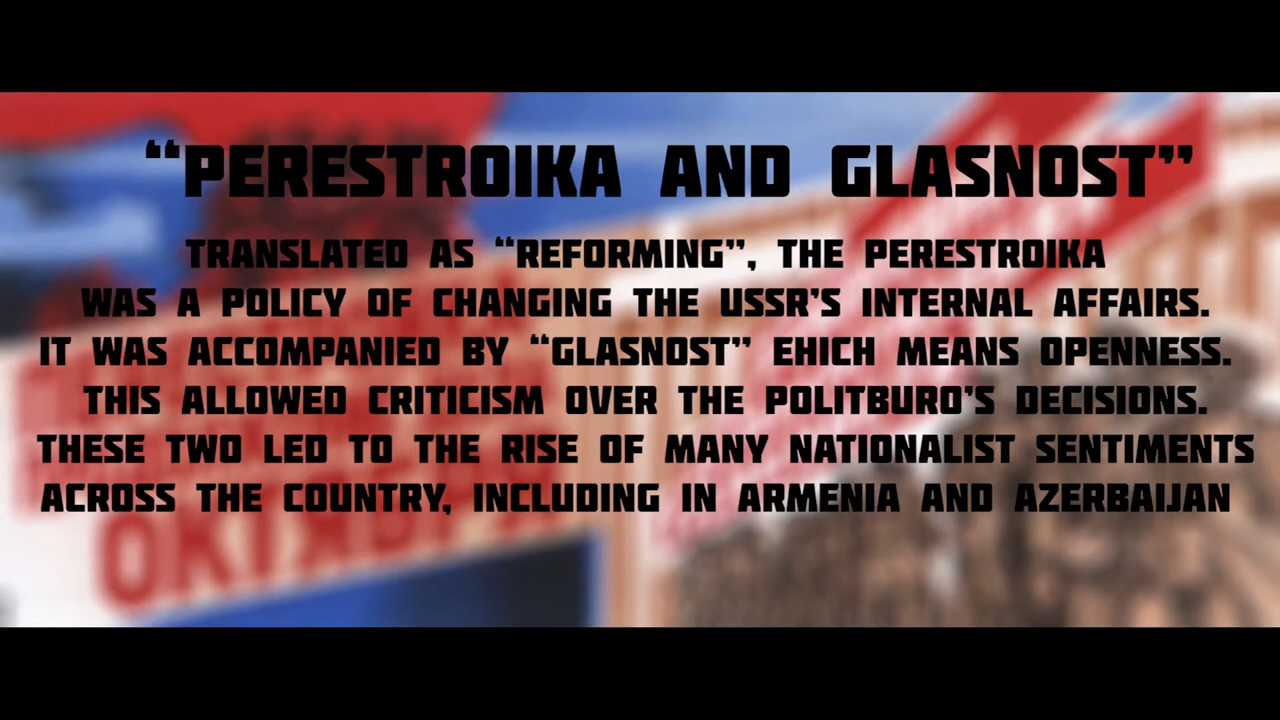 “PERESTROIKA AND GLASNOST”
TRANSLATED AS “REFORMING”, THE PERESTROIKA
WAS A POLICY OF CHANGING THE USSR’S INTERNAL AFFAIRS.
IT WAS ACCOMPANIED BY “GLASNOST” EHICH MEANS OPENNESS.
THIS ALLOWED CRITICISM OVER THE POLITBURO’S DECISIONS.
THESE TWO LED TO THE RISE OF MANY NATIONALIST SENTIMENTS
ACROSS THE COUNTRY, INCLUDING IN ARMENIA AND AZERBAIJAN